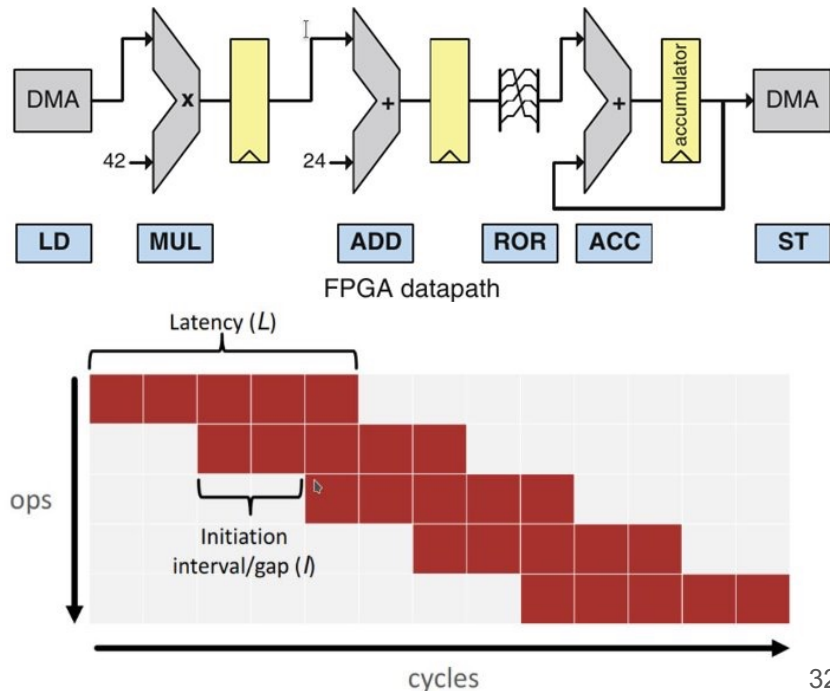 DMA
x
42
+
24
+
accumulator
DMA
LD
MUL
ADD
ROR
ACC
ST
FPGA datapath
Latency (L)
ops
Initiation
interval/gap (I)
cycles
32